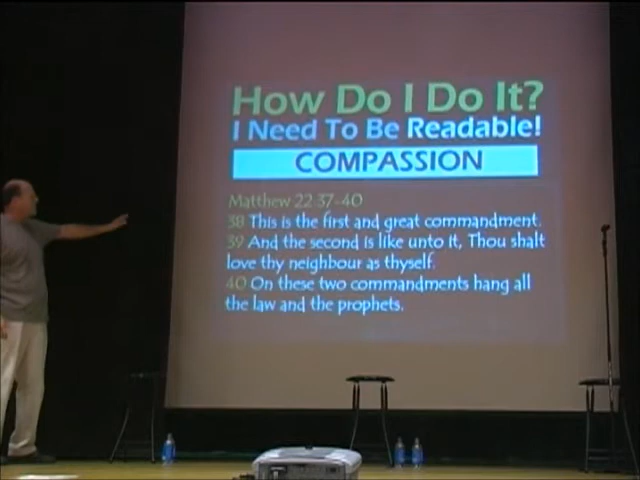 How Do I Do It?
I Need To Be Readable!
COMPASSION
Matthew 22:37-40
38 This is the first and great commandment.
39 And the second is like unto it, Thou shalt
love thy neighbour as thyself.
40 On these two commandments hang all
the law and the prophets.